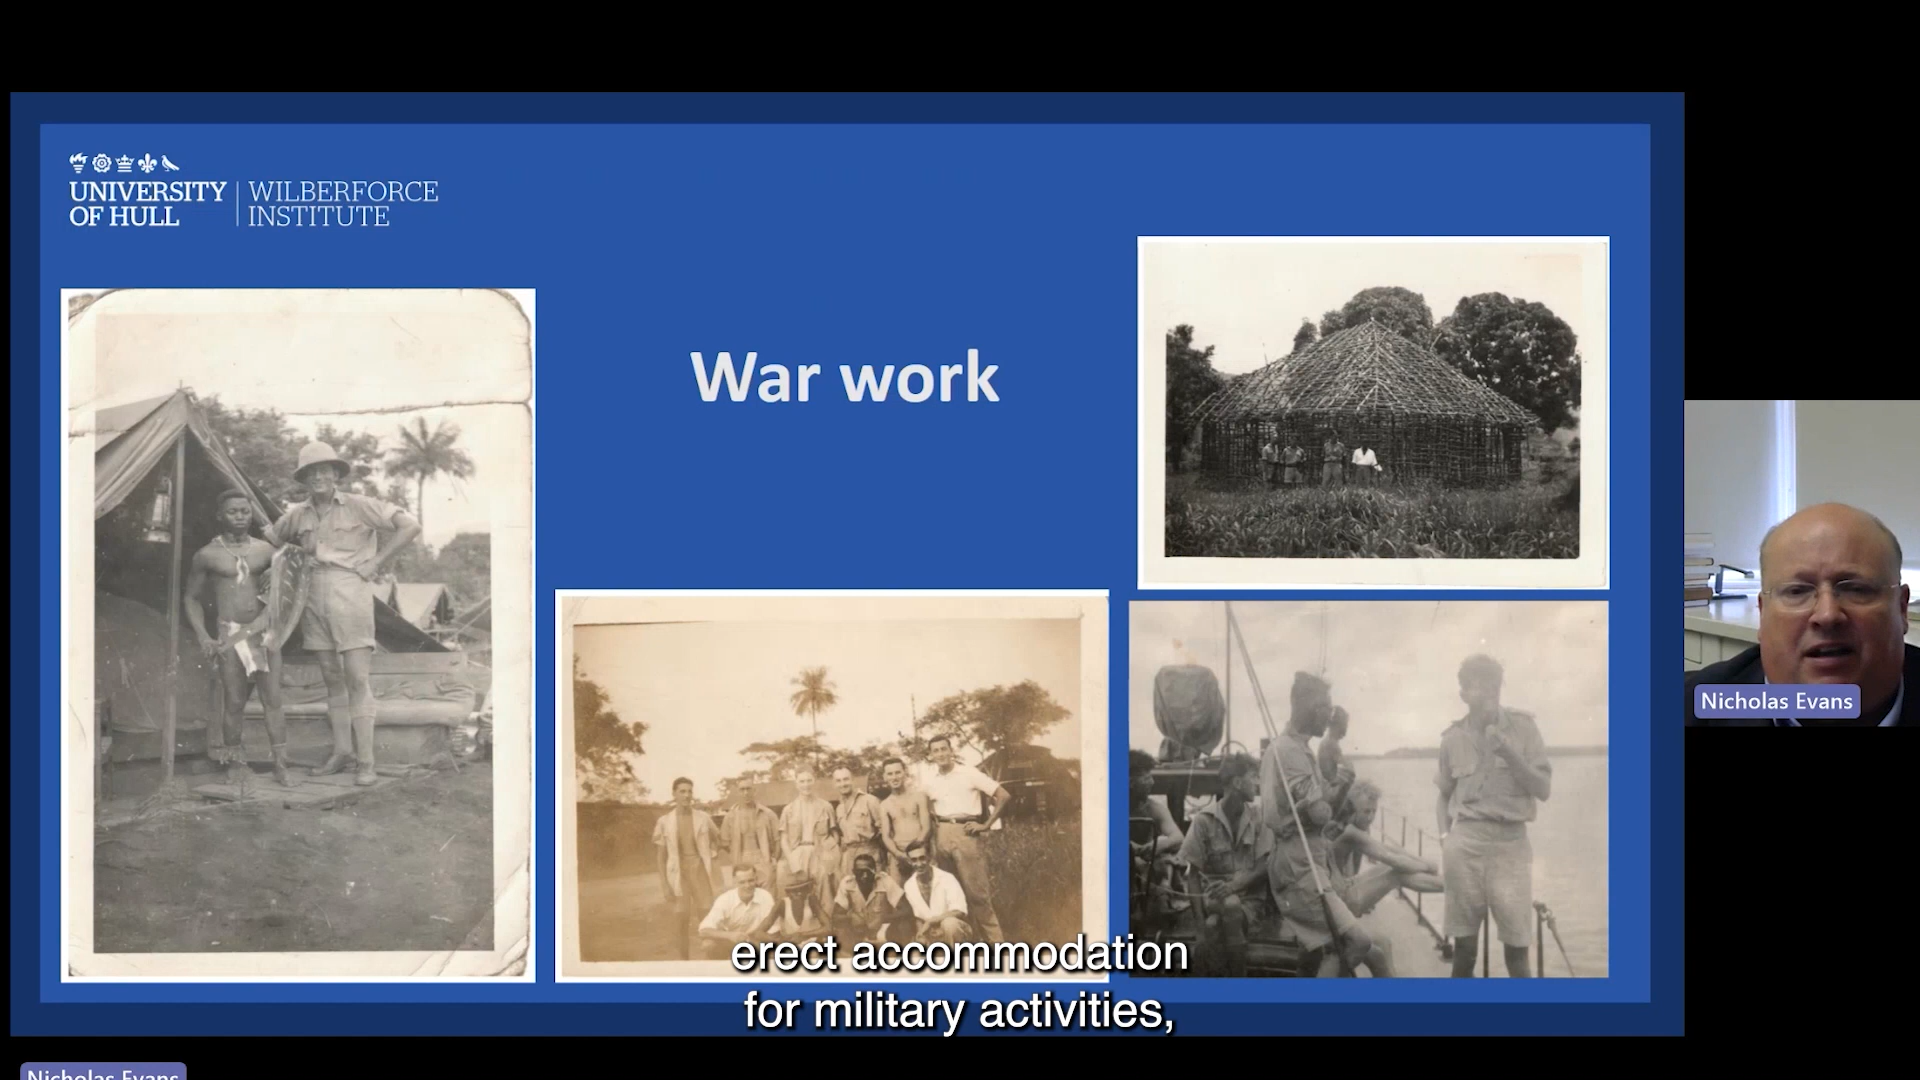 UNIVERSITY
OF HULL
WILBERFORCE
INSTITUTE
War work
Nicholas Evans
erect accommodation
for military activities,
Nicholas Evans